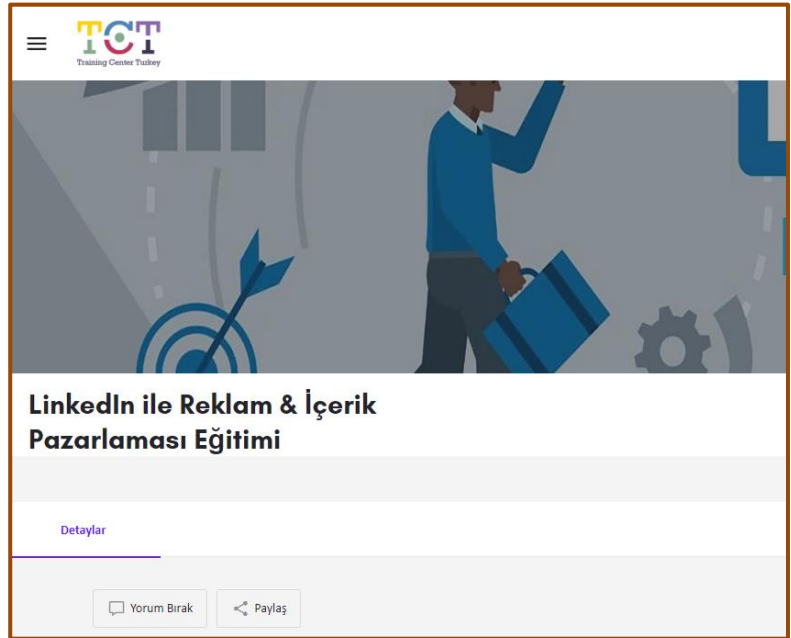 TCT
Training Center Turkey
LinkedIn ile Reklam & İçerik
Pazarlaması Eğitimi
Detaylar
Yorum Bırak
Paylaş